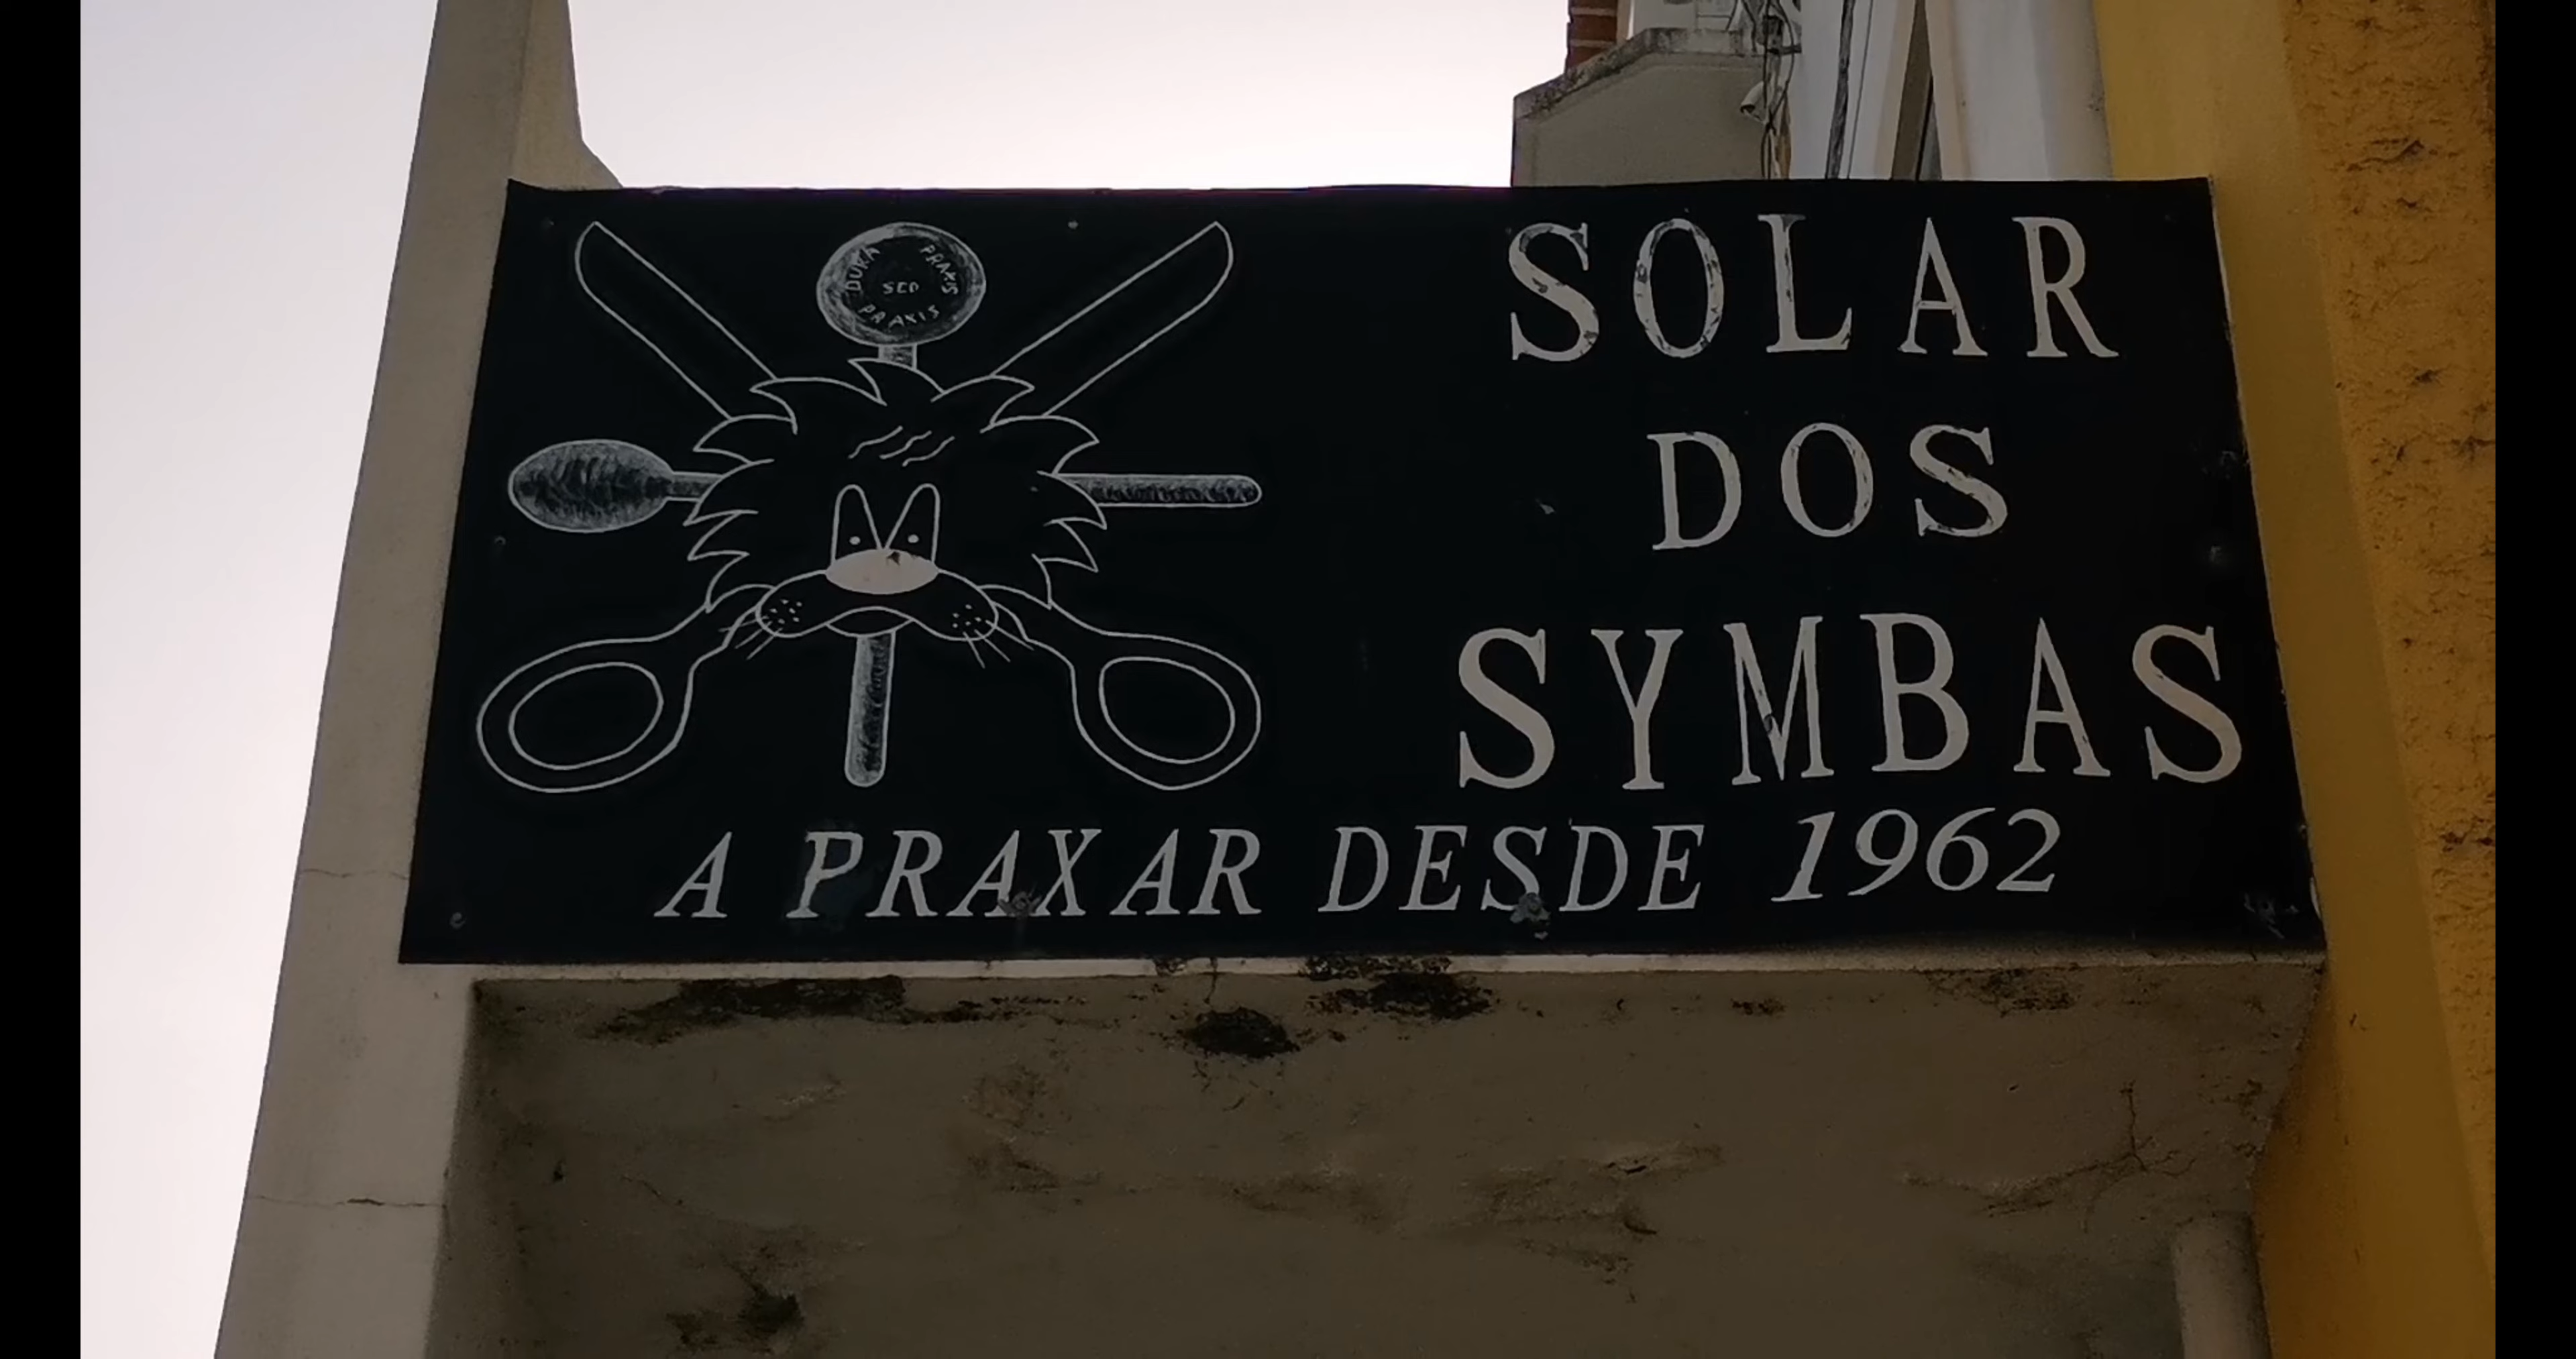 DURA PRAXIS
SED
PRAXIS
SOLAR
DOS
SYMBAS
A PRAXAR DESDE 1962